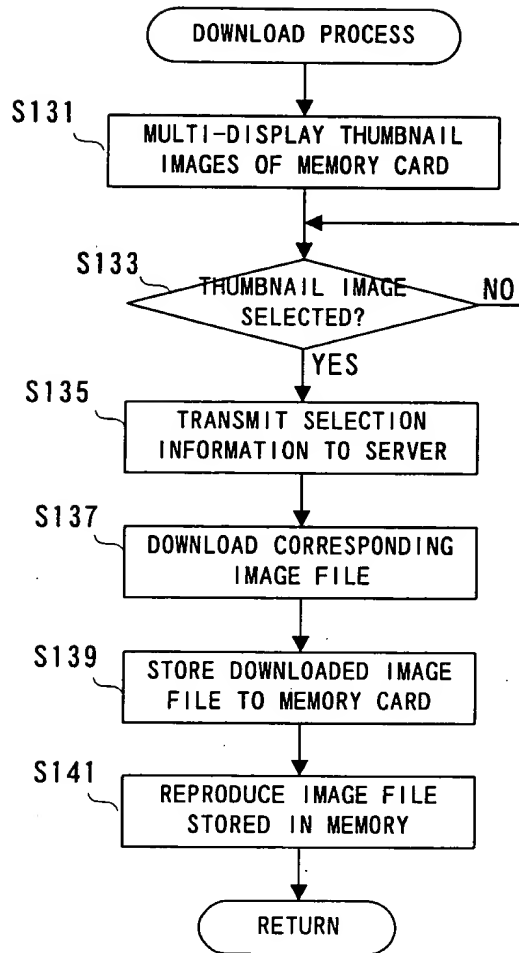 DOWNLOAD PROCESS
S131
MULTI-DISPLAY THUMBNAIL
IMAGES OF MEMORY CARD
S133
THUMBNAIL IMAGE
SELECTED?
NO
YES
S135
TRANSMIT SELECTION
INFORMATION TO SERVER
S137
DOWNLOAD CORRESPONDING
IMAGE FILE
S139
STORE DOWNLOADED IMAGE
FILE TO MEMORY CARD
S141
REPRODUCE IMAGE FILE
STORED IN MEMORY
RETURN